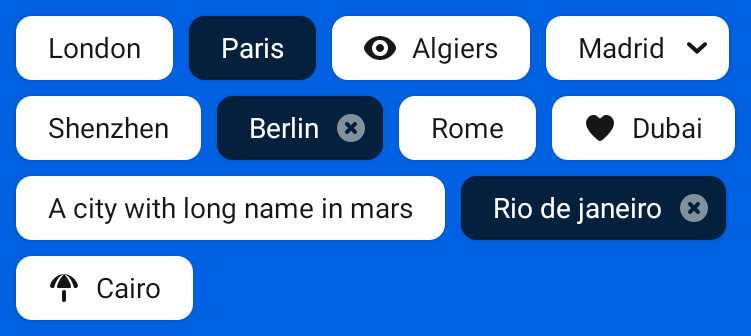 London Paris Algiers Madrid
Shenzhen Berlin Rome Dubai
A city with long name in mars Rio de janeiro
Cairo